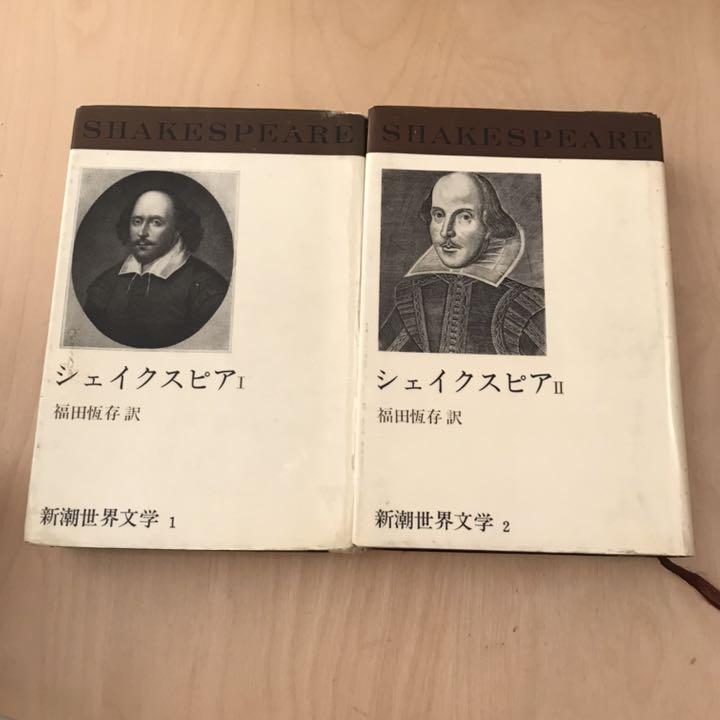 SHAKESPEARE
シェイクスピアI
福田恆存 訳
新潮世界文学 1
SHAKESPEARE
シェイクスピアII
福田恆存 訳
新潮世界文学 2